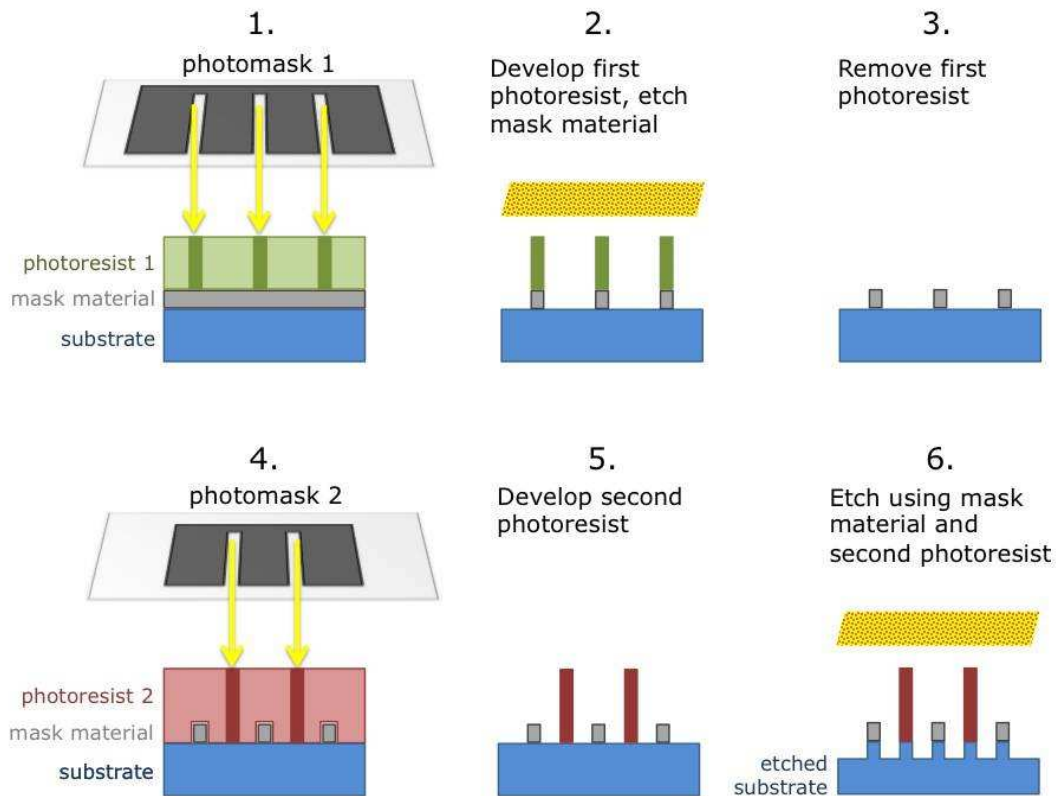 1.
photomask 1
photoresist 1
mask material
substrate
2.
Develop first
photoresist, etch
mask material
3.
Remove first
photoresist
4.
photomask 2
photoresist 2
mask material
substrate
5.
Develop second
photoresist
6.
Etch using mask
material and
second photoresist
etched
substrate